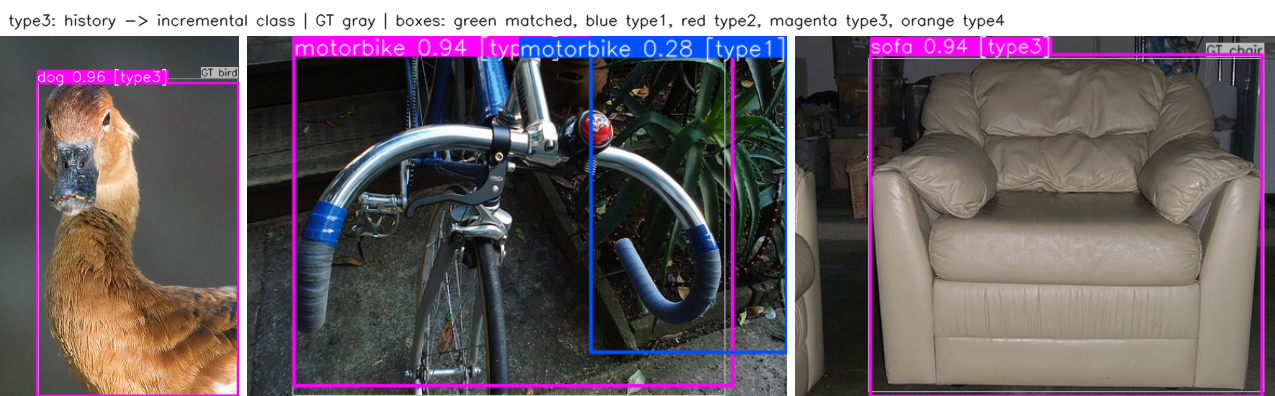 type3: history -> incremental class | GT gray | boxes: green matched, blue type1, red type2, magenta type3, orange type4
dog 0.96 [type3]
GT bird
motorbike 0.94 [typ
motorbike 0.28 [type1]
sofa 0.94 [type3]
GT chair